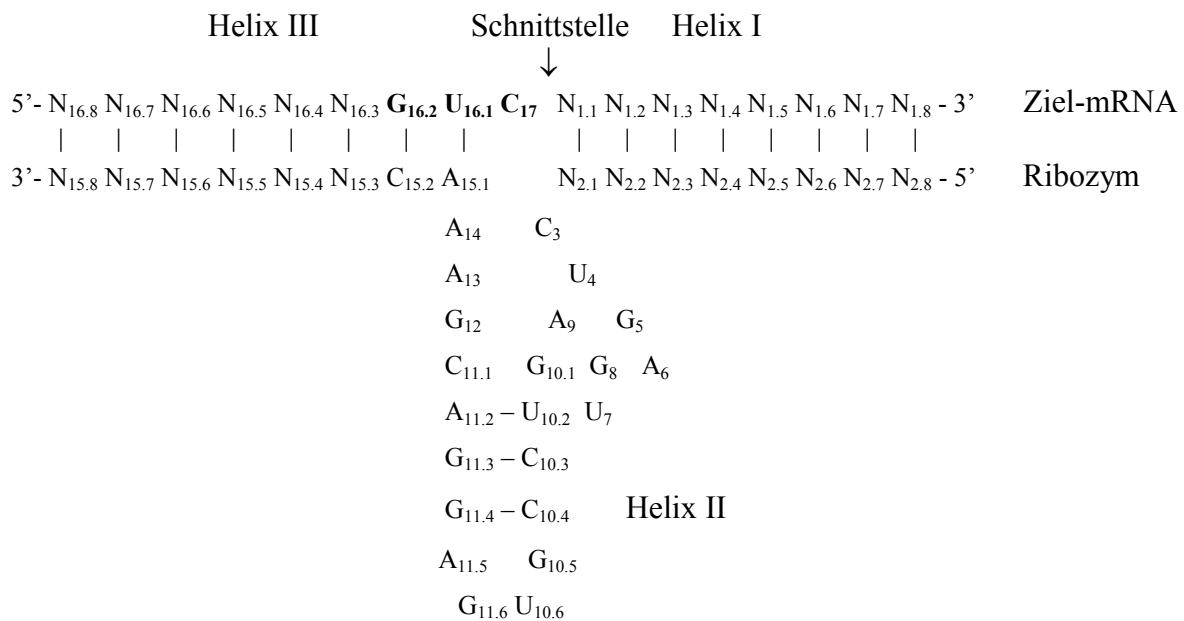 Helix III Schnittstelle Helix I
↓
5’- N16.8 N16.7 N16.6 N16.5 N16.4 N16.3 G16.2 U16.1 C17 N1.1 N1.2 N1.3 N1.4 N1.5 N1.6 N1.7 N1.8 - 3’ Ziel-mRNA
| | | | | | | | | | | | | | | |
3’- N15.8 N15.7 N15.6 N15.5 N15.4 N15.3 C15.2 A15.1 N2.1 N2.2 N2.3 N2.4 N2.5 N2.6 N2.7 N2.8 - 5’ Ribozym
A14 C3
A13 U4
G12 A9 G5
C11.1 G10.1 G8 A6
A11.2 – U10.2 U7
G11.3 – C10.3
G11.4 – C10.4 Helix II
A11.5 G10.5
G11.6 U10.6